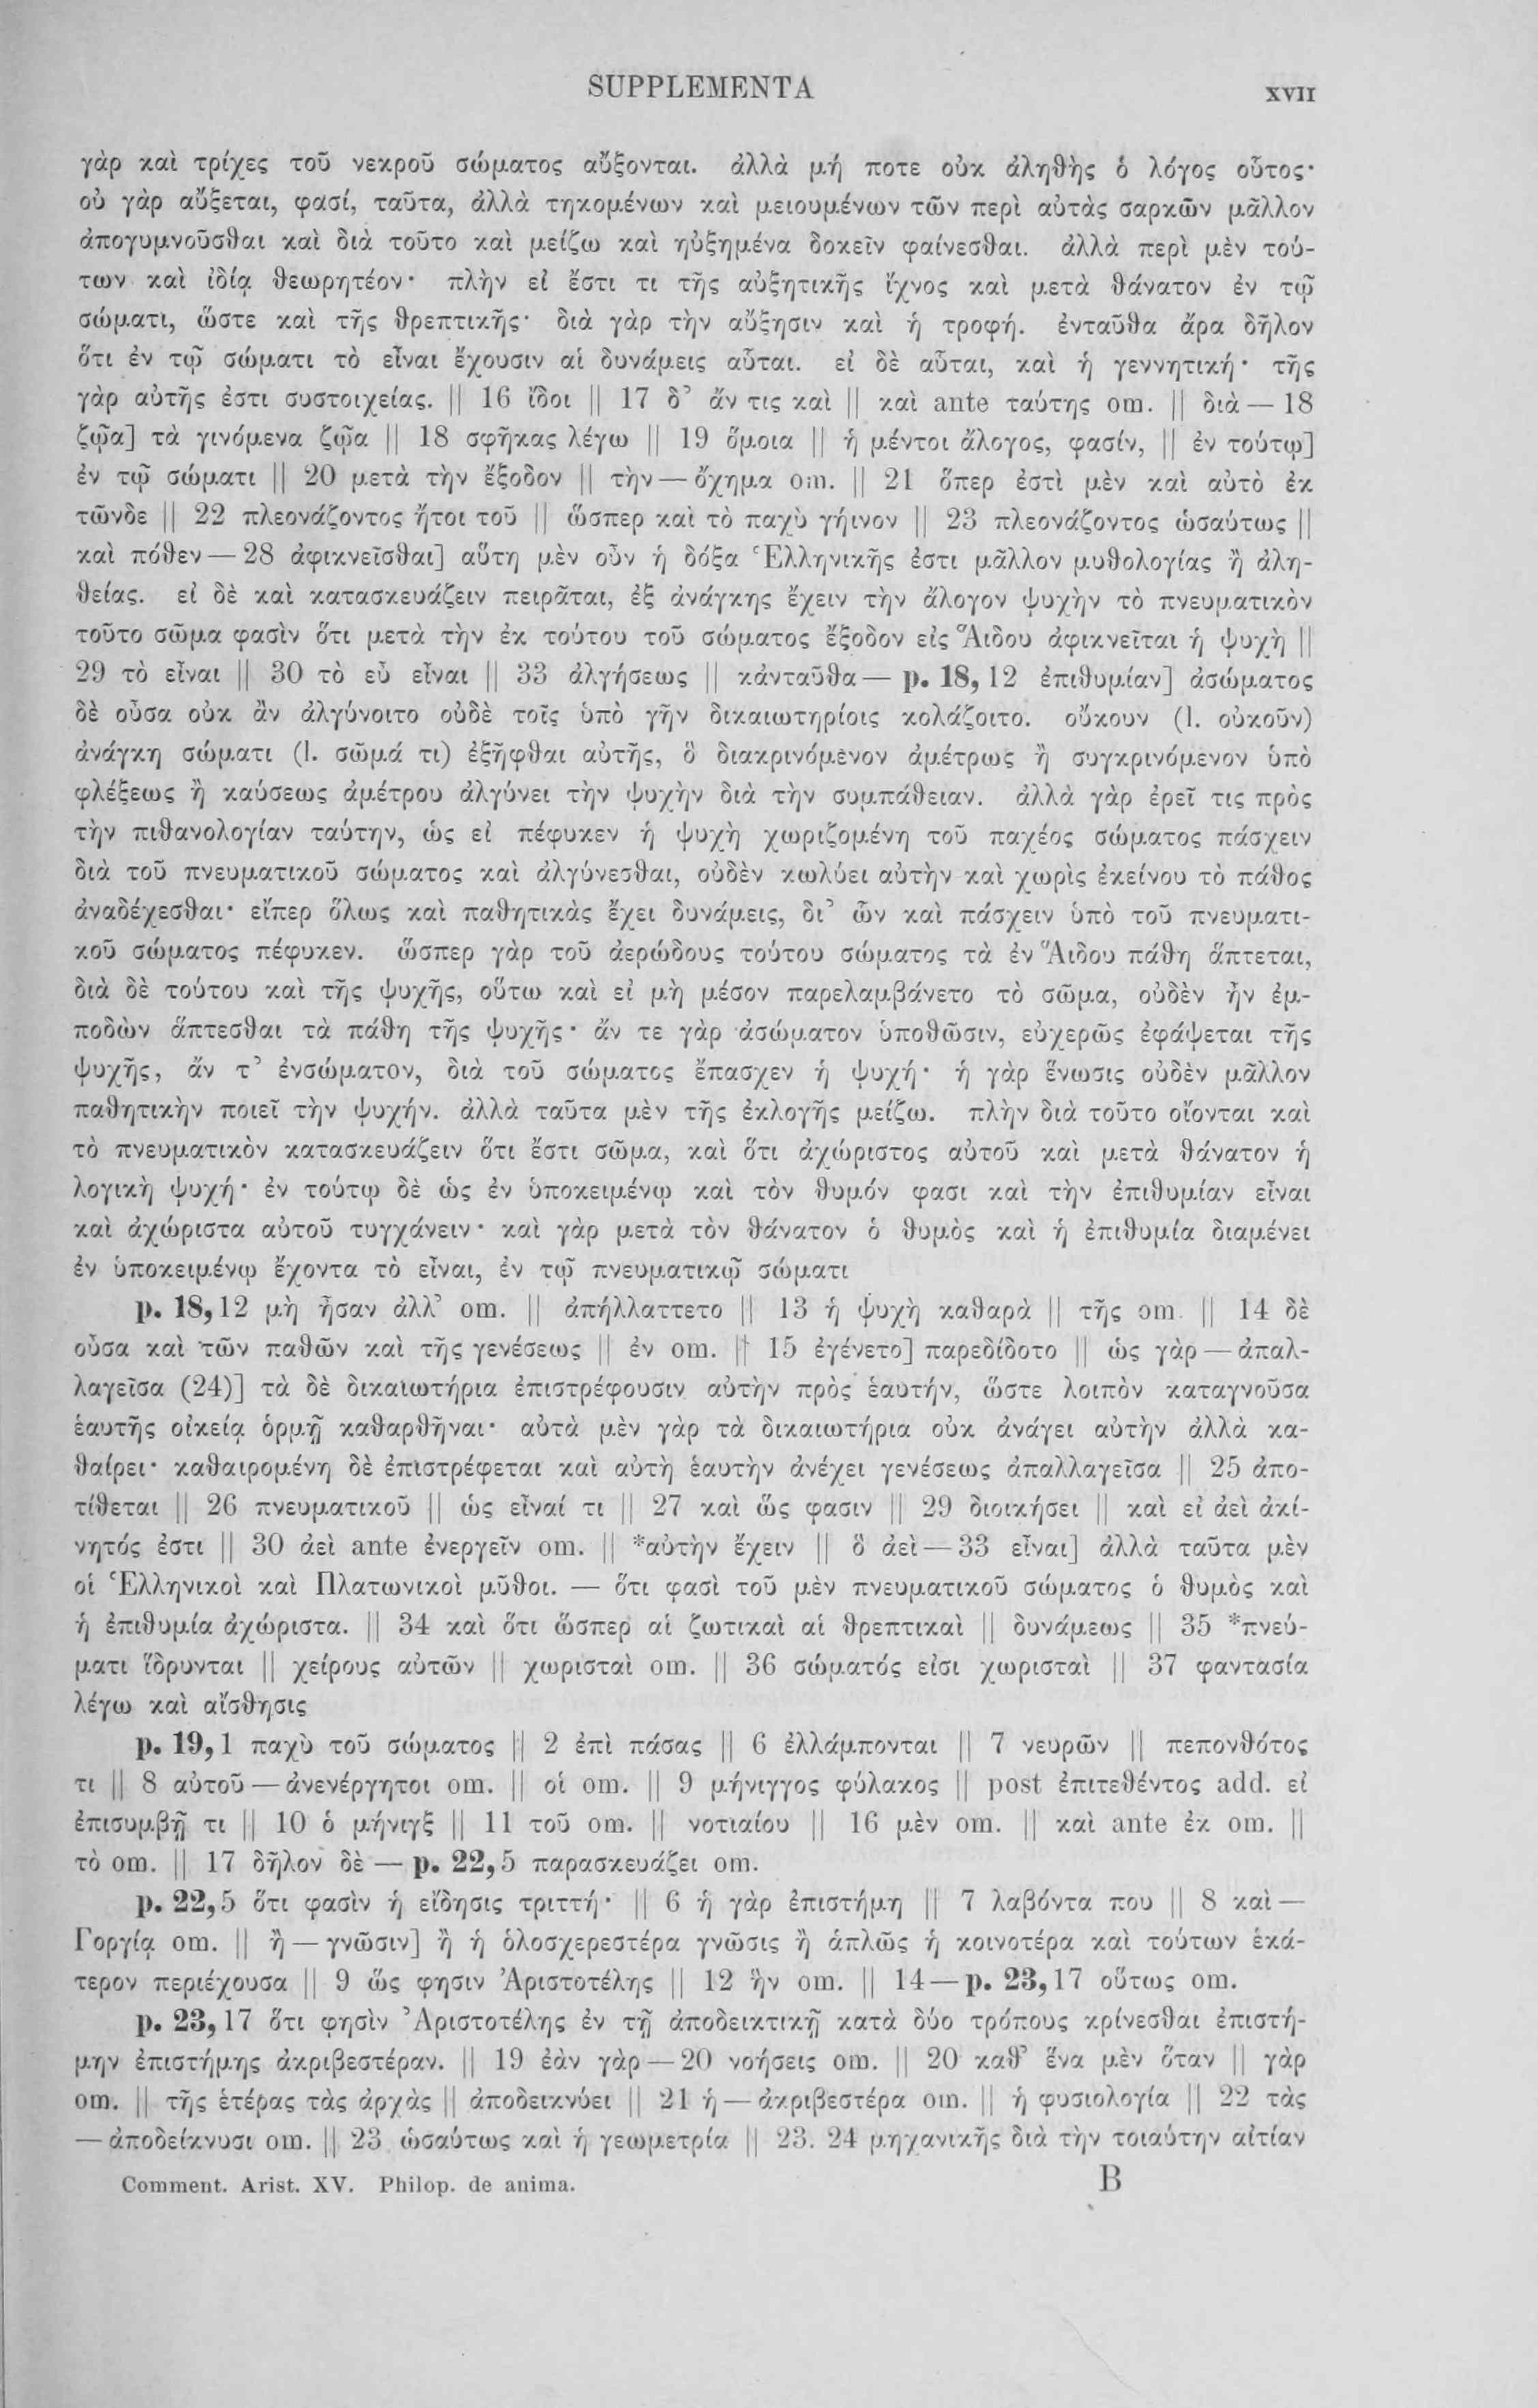 SUPPLEMENTA XVII
γὰρ καὶ τρίχες τοῦ νεκροῦ σώματος αὔξονται. ἀλλὰ μή ποτε οὐκ ἀληθὴς ὁ λόγος οὗτος·
οὐ γὰρ αὔξεται, φασί, ταῦτα, ἀλλὰ τηκομένων καὶ μειουμένων τῶν περὶ αὐτὰς σαρκῶν μᾶλλον
ἀπογυμνοῦσθαι καὶ διὰ τοῦτο καὶ μείζω καὶ ηὐξημένα δοκεῖν φαίνεσθαι. ἀλλὰ περὶ μὲν τού-
των καὶ ἰδίᾳ θεωρητέον· πλὴν εἰ ἔστι τι τῆς αὐξητικῆς ἴχνος καὶ μετὰ θάνατον ἐν τῷ
σώματι, ὥστε καὶ τῆς θρεπτικῆς· διὰ γὰρ τὴν αὔξησιν καὶ ἡ τροφή. ἐνταῦθα ἄρα δῆλον
ὅτι ἐν τῷ σώματι τὸ εἶναι ἔχουσιν αἱ δυνάμεις αὗται. εἰ δὲ αὗται, καὶ ἡ γεννητική· τῆς
γὰρ αὐτῆς ἐστι συστοιχείας. || 16 ἴδοι || 17 δ’ ἄν τις καὶ || καὶ ante ταύτης om. || διὰ — 18
ζῷα] τὰ γινόμενα ζῷα || 18 σφῆκας λέγω || 19 ὅμοια || ἡ μέντοι ἄλογος, φασίν, || ἐν τούτῳ]
ἐν τῷ σώματι || 20 μετὰ τὴν ἔξοδον || τὴν — ὄχημα om. || 21 ὅπερ ἐστὶ μὲν καὶ αὐτὸ ἐκ
τῶνδε || 22 πλεονάζοντος ἤτοι τοῦ || ὥσπερ καὶ τὸ παχὺ γήινον || 23 πλεονάζοντος ὡσαύτως ||
καὶ πόθεν — 28 ἀφικνεῖσθαι] αὕτη μὲν οὖν ἡ δόξα Ἑλληνικῆς ἐστι μᾶλλον μυθολογίας ἢ ἀλη-
θείας. εἰ δὲ καὶ κατασκευάζειν πειρᾶται, ἐξ ἀνάγκης ἔχειν τὴν ἄλογον ψυχὴν τὸ πνευματικὸν
τοῦτο σῶμα φασὶν ὅτι μετὰ τὴν ἐκ τούτου τοῦ σώματος ἔξοδον εἰς Ἅιδου ἀφικνεῖται ἡ ψυχὴ ||
29 τὸ εἶναι || 30 τὸ εὖ εἶναι || 33 ἀλγήσεως || κἀνταῦθα — p. 18, 12 ἐπιθυμίαν] ἀσώματος
δὲ οὖσα οὐκ ἂν ἀλγύνοιτο οὐδὲ τοῖς ὑπὸ γῆν δικαιωτηρίοις κολάζοιτο. οὔκουν (l. οὐκοῦν)
ἀνάγκη σώματι (l. σῶμά τι) ἐξῆφθαι αὐτῆς, ὃ διακρινόμενον ἀμέτρως ἢ συγκρινόμενον ὑπὸ
φλέξεως ἢ καύσεως ἀμέτρου ἀλγύνει τὴν ψυχὴν διὰ τὴν συμπάθειαν. ἀλλὰ γὰρ ἐρεῖ τις πρὸς
τὴν πιθανολογίαν ταύτην, ὡς εἰ πέφυκεν ἡ ψυχὴ χωριζομένη τοῦ παχέος σώματος πάσχειν
διὰ τοῦ πνευματικοῦ σώματος καὶ ἀλγύνεσθαι, οὐδὲν κωλύει αὐτὴν καὶ χωρὶς ἐκείνου τὸ πάθος
ἀναδέχεσθαι· εἴπερ ὅλως καὶ παθητικὰς ἔχει δυνάμεις, δι’ ὧν καὶ πάσχειν ὑπὸ τοῦ πνευματι-
κοῦ σώματος πέφυκεν. ὥσπερ γὰρ τοῦ ἀερώδους τούτου σώματος τὰ ἐν Ἅιδου πάθη ἅπτεται,
διὰ δὲ τούτου καὶ τῆς ψυχῆς, οὕτω καὶ εἰ μὴ μέσον παρελαμβάνετο τὸ σῶμα, οὐδὲν ἦν ἐμ-
ποδὼν ἅπτεσθαι τὰ πάθη τῆς ψυχῆς· ἄν τε γὰρ ἀσώματον ὑποθῶσιν, εὐχερῶς ἐφάψεται τῆς
ψυχῆς, ἄν τ’ ἐνσώματον, διὰ τοῦ σώματος ἔπασχεν ἡ ψυχή· ἡ γὰρ ἕνωσις οὐδὲν μᾶλλον
παθητικὴν ποιεῖ τὴν ψυχήν. ἀλλὰ ταῦτα μὲν τῆς ἐκλογῆς μείζω. πλὴν διὰ τοῦτο οἴονται καὶ
τὸ πνευματικὸν κατασκευάζειν ὅτι ἔστι σῶμα, καὶ ὅτι ἀχώριστος αὐτοῦ καὶ μετὰ θάνατον ἡ
λογικὴ ψυχή· ἐν τούτῳ δὲ ὡς ἐν ὑποκειμένῳ καὶ τὸν θυμόν φασι καὶ τὴν ἐπιθυμίαν εἶναι
καὶ ἀχώριστα αὐτοῦ τυγχάνειν· καὶ γὰρ μετὰ τὸν θάνατον ὁ θυμὸς καὶ ἡ ἐπιθυμία διαμένει
ἐν ὑποκειμένῳ ἔχοντα τὸ εἶναι, ἐν τῷ πνευματικῷ σώματι
p. 18, 12 μὴ ἦσαν ἀλλ’ om. || ἀπήλλαττετο || 13 ἡ ψυχὴ καθαρὰ || τῆς om. || 14 δὲ
οὖσα καὶ τῶν παθῶν καὶ τῆς γενέσεως || ἐν om. || 15 ἐγένετο] παρεδίδοτο || ὡς γὰρ — ἀπαλ-
λαγεῖσα (24)] τὰ δὲ δικαιωτήρια ἐπιστρέφουσιν αὐτὴν πρὸς ἑαυτήν, ὥστε λοιπὸν καταγνοῦσα
ἑαυτῆς οἰκείᾳ ὁρμῇ καθαρθῆναι· αὐτὰ μὲν γὰρ τὰ δικαιωτήρια οὐκ ἀνάγει αὐτὴν ἀλλὰ κα-
θαίρει· καθαιρομένη δὲ ἐπιστρέφεται καὶ αὐτὴ ἑαυτὴν ἀνέχει γενέσεως ἀπαλλαγεῖσα || 25 ἀπο-
τίθεται || 26 πνευματικοῦ || ὡς εἶναί τι || 27 καὶ ὥς φασιν || 29 διοικήσει || καὶ εἰ ἀεὶ ἀκί-
νητός ἐστι || 30 ἀεὶ ante ἐνεργεῖν om. || *αὐτὴν ἔχειν || ὃ ἀεὶ — 33 εἶναι] ἀλλὰ ταῦτα μὲν
οἱ Ἑλληνικοὶ καὶ Πλατωνικοὶ μῦθοι. — ὅτι φασὶ τοῦ μὲν πνευματικοῦ σώματος ὁ θυμὸς καὶ
ἡ ἐπιθυμία ἀχώριστα. || 34 καὶ ὅτι ὥσπερ αἱ ζωτικαὶ αἱ θρεπτικαὶ || δυνάμεως || 35 *πνεύ-
ματι ἵδρυνται || χείρους αὐτῶν || χωρισταὶ om. || 36 σώματός εἰσι χωρισταὶ || 37 φαντασία
λέγω καὶ αἴσθησις
p. 19, 1 παχὺ τοῦ σώματος || 2 ἐπὶ πάσας || 6 ἐλλάμπονται || 7 νευρῶν || πεπονθότος
τι || 8 αὐτοῦ — ἀνενέργητοι om. || οἱ om. || 9 μήνιγγος φύλακος || post ἐπιτεθέντος add. εἰ
ἐπισυμβῇ τι || 10 ὁ μήνιγξ || 11 τοῦ om. || νοτιαίου || 16 μὲν om. || καὶ ante ἐκ om. ||
τὸ om. || 17 δῆλον δὲ — p. 22, 5 παρασκευάζει om.
p. 22, 5 ὅτι φασὶν ἡ εἴδησις τριττή· || 6 ἡ γὰρ ἐπιστήμη || 7 λαβόντα που || 8 καὶ —
Γοργίᾳ om. || ἢ — γνῶσιν] ἢ ἡ ὁλοσχερεστέρα γνῶσις ἢ ἁπλῶς ἡ κοινοτέρα καὶ τούτων ἑκά-
τερον περιέχουσα || 9 ὥς φησιν Ἀριστοτέλης || 12 ἣν om. || 14 — p. 23, 17 οὕτως om.
p. 23, 17 ὅτι φησὶν Ἀριστοτέλης ἐν τῇ ἀποδεικτικῇ κατὰ δύο τρόπους κρίνεσθαι ἐπιστή-
μην ἐπιστήμης ἀκριβεστέραν. || 19 ἐὰν γὰρ — 20 νοήσεις om. || 20 καθ’ ἕνα μὲν ὅταν || γὰρ
om. || τῆς ἑτέρας τὰς ἀρχὰς || ἀποδεικνύει || 21 ἡ — ἀκριβεστέρα om. || ἡ φυσιολογία || 22 τὰς
— ἀποδείκνυσι om. || 23 ὡσαύτως καὶ ἡ γεωμετρία || 23. 24 μηχανικῆς διὰ τὴν τοιαύτην αἰτίαν
Comment. Arist. XV. Philop. de anima. B